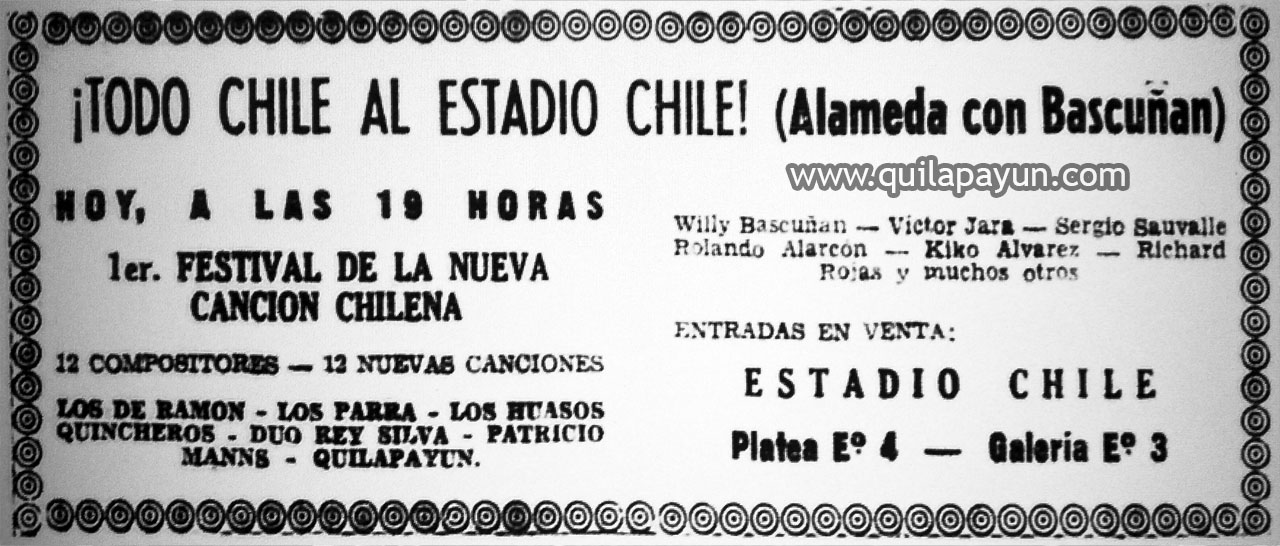 ¡TODO CHILE AL ESTADIO CHILE! (Alameda con Bascuñan)
www.quilapayun.com
HOY, A LAS 19 HORAS
1er. FESTIVAL DE LA NUEVA
CANCION CHILENA
12 COMPOSITORES — 12 NUEVAS CANCIONES
LOS DE RAMON - LOS PARRA - LOS HUASOS
QUINCHEROS - DUO REY SILVA - PATRICIO
MANNS - QUILAPAYUN.
Willy Bascuñan — Victor Jara — Sergio Sauvalle
Rolando Alarcón — Kiko Alvarez — Richard
Rojas y muchos otros
ENTRADAS EN VENTA:
ESTADIO CHILE
Platea Eº 4 — Galeria Eº 3